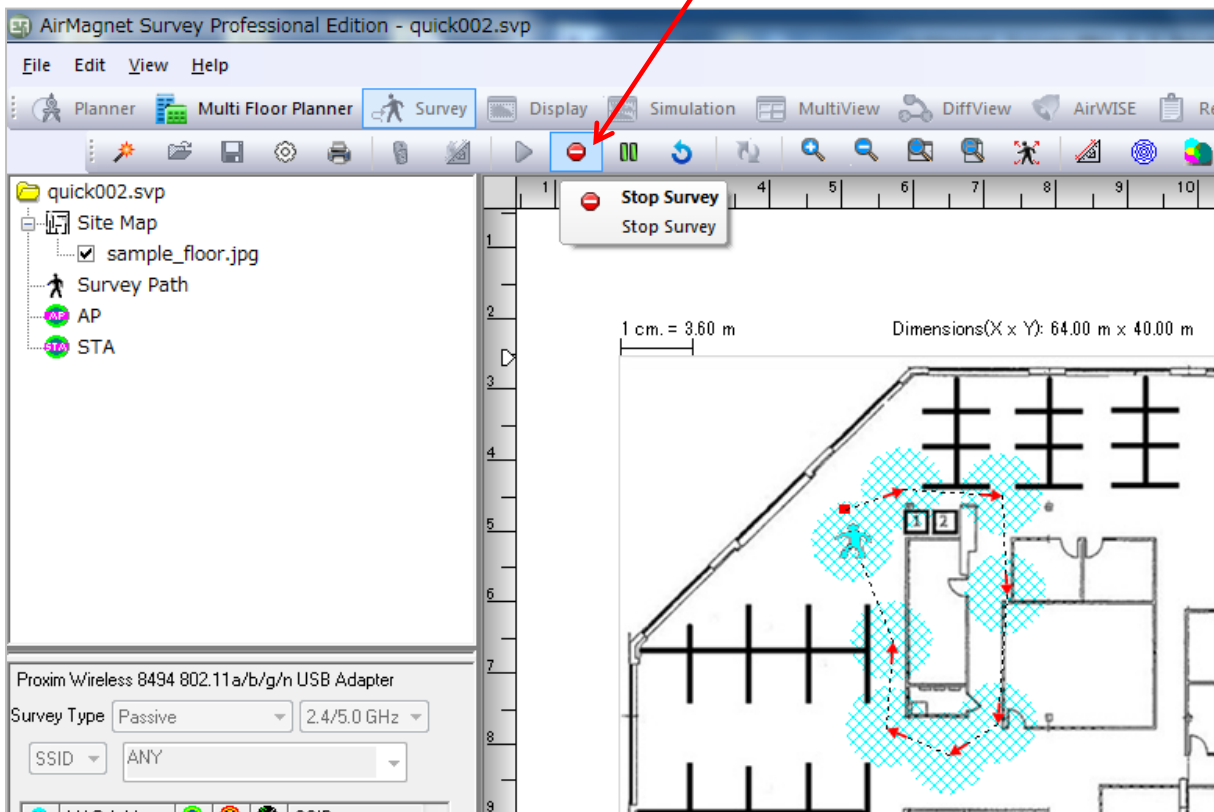 AirMagnet Survey Professional Edition - quick002.svp
File Edit View Help
Planner Multi Floor Planner Survey Display Simulation MultiView DiffView AirWISE Re
quick002.svp
Site Map
sample_floor.jpg
Survey Path
AP AP
STA STA
1 4 5 6 7 8 9 10
Stop Survey
Stop Survey
1
2
3
4
5
6
7
8
9
1 cm. = 3.60 m Dimensions(X x Y): 64.00 m x 40.00 m
1 2
Proxim Wireless 8494 802.11a/b/g/n USB Adapter
Survey Type Passive 2.4/5.0 GHz
SSID ANY